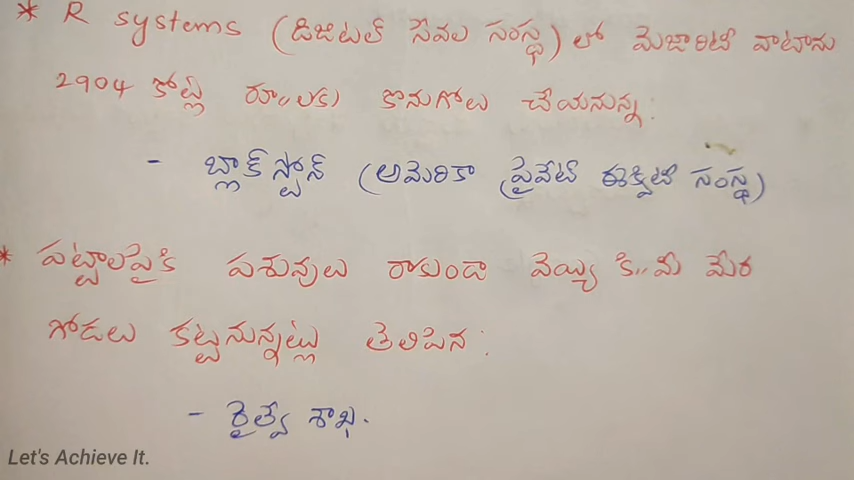 * R systems (డిజిటల్ సేవల సంస్థ) లో మెజారిటీ వాటాను
2904 కోట్ల రూ॥లకు కొనుగోలు చేయనున్న:
- బ్లాక్ స్టోన్ (అమెరికా ప్రైవేట్ ఈక్విటీ సంస్థ)
* పట్టాలపైకి పశువులు రాకుండా వెయ్యి కి॥మీ మేర
గోడలు కట్టనున్నట్లు తెలిపిన:
- రైల్వే శాఖ.
Let's Achieve It.